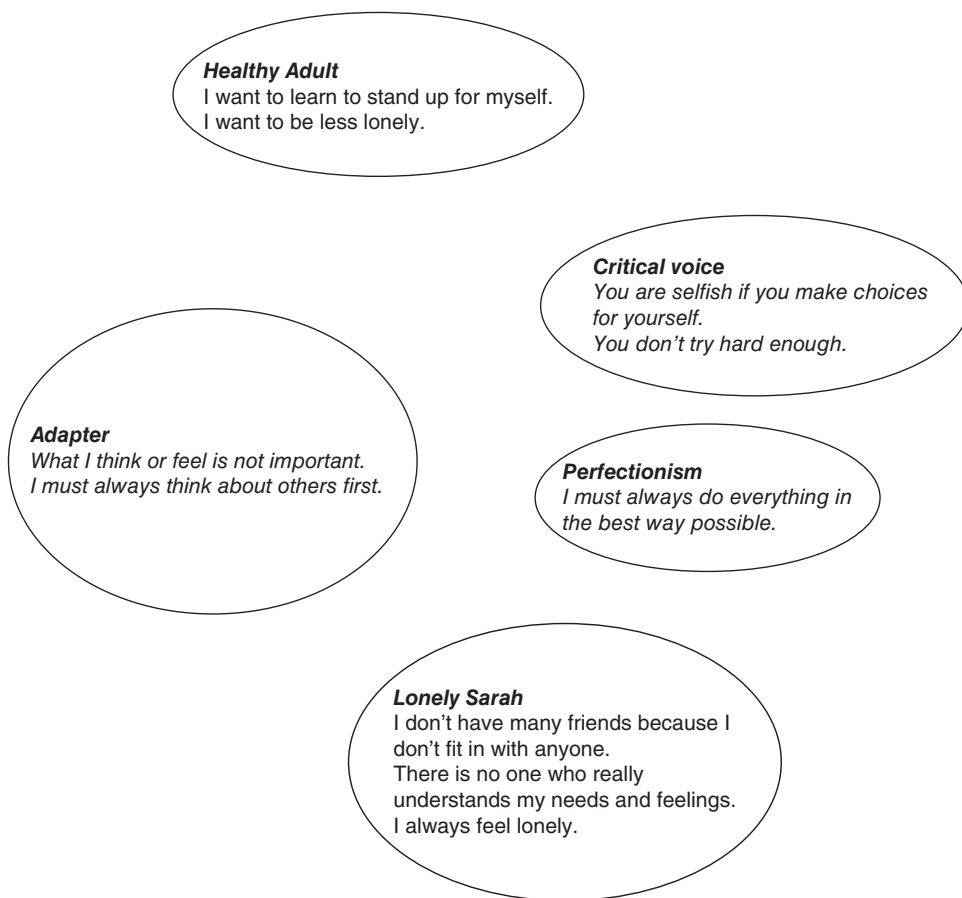 Healthy Adult
I want to learn to stand up for myself.
I want to be less lonely.
Critical voice
You are selfish if you make choices
for yourself.
You don’t try hard enough.
Adapter
What I think or feel is not important.
I must always think about others first.
Perfectionism
I must always do everything in
the best way possible.
Lonely Sarah
I don’t have many friends because I
don’t fit in with anyone.
There is no one who really
understands my needs and feelings.
I always feel lonely.